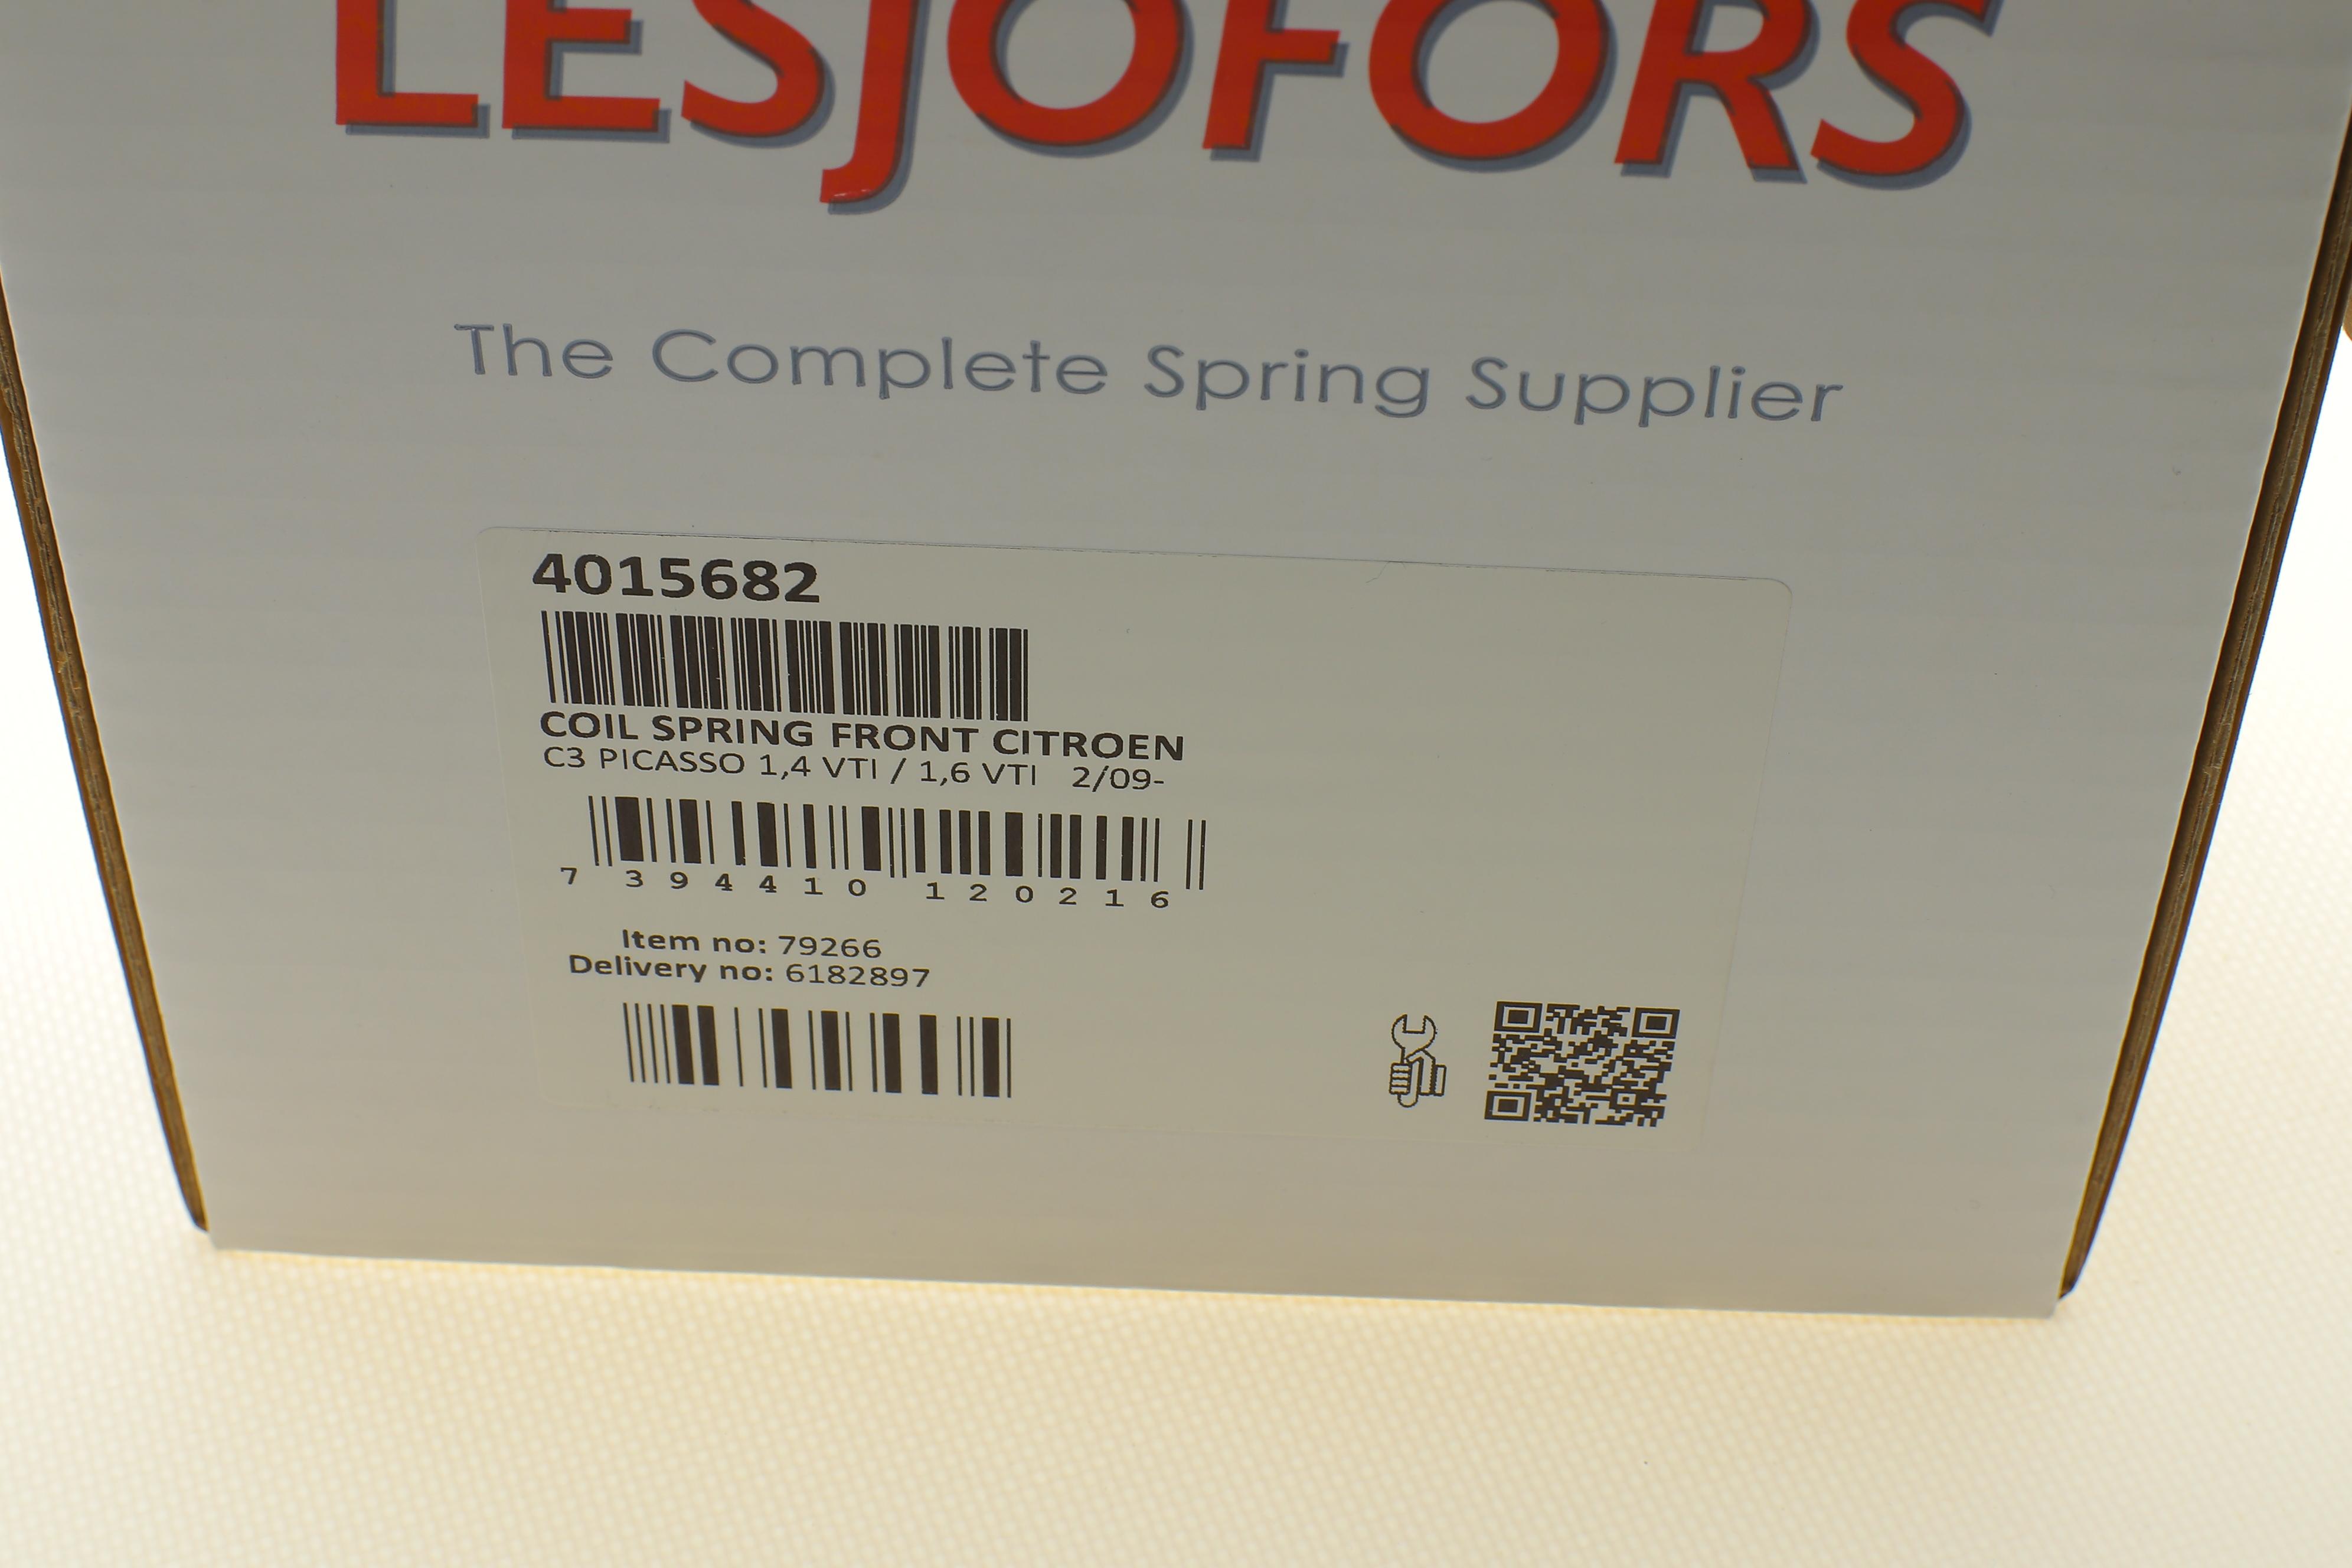 LESJOFORS
The Complete Spring Supplier
4015682
COIL SPRING FRONT CITROEN
C3 PICASSO 1,4 VTI / 1,6 VTI 2/09-
7 394410 120216
Item no: 79266
Delivery no: 6182897